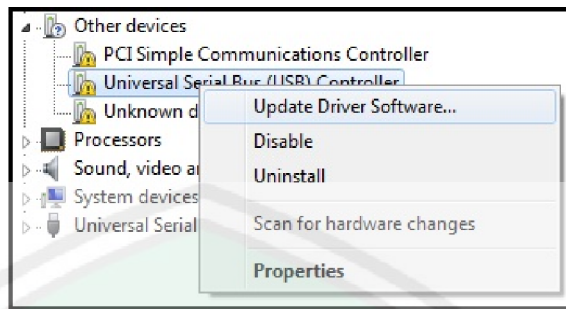 Other devices
PCI Simple Communications Controller
Universal Serial Bus (USB) Controller
Unknown d
Update Driver Software...
Processors
Disable
Sound, video a
Uninstall
System devices
Universal Serial
Scan for hardware changes
Properties